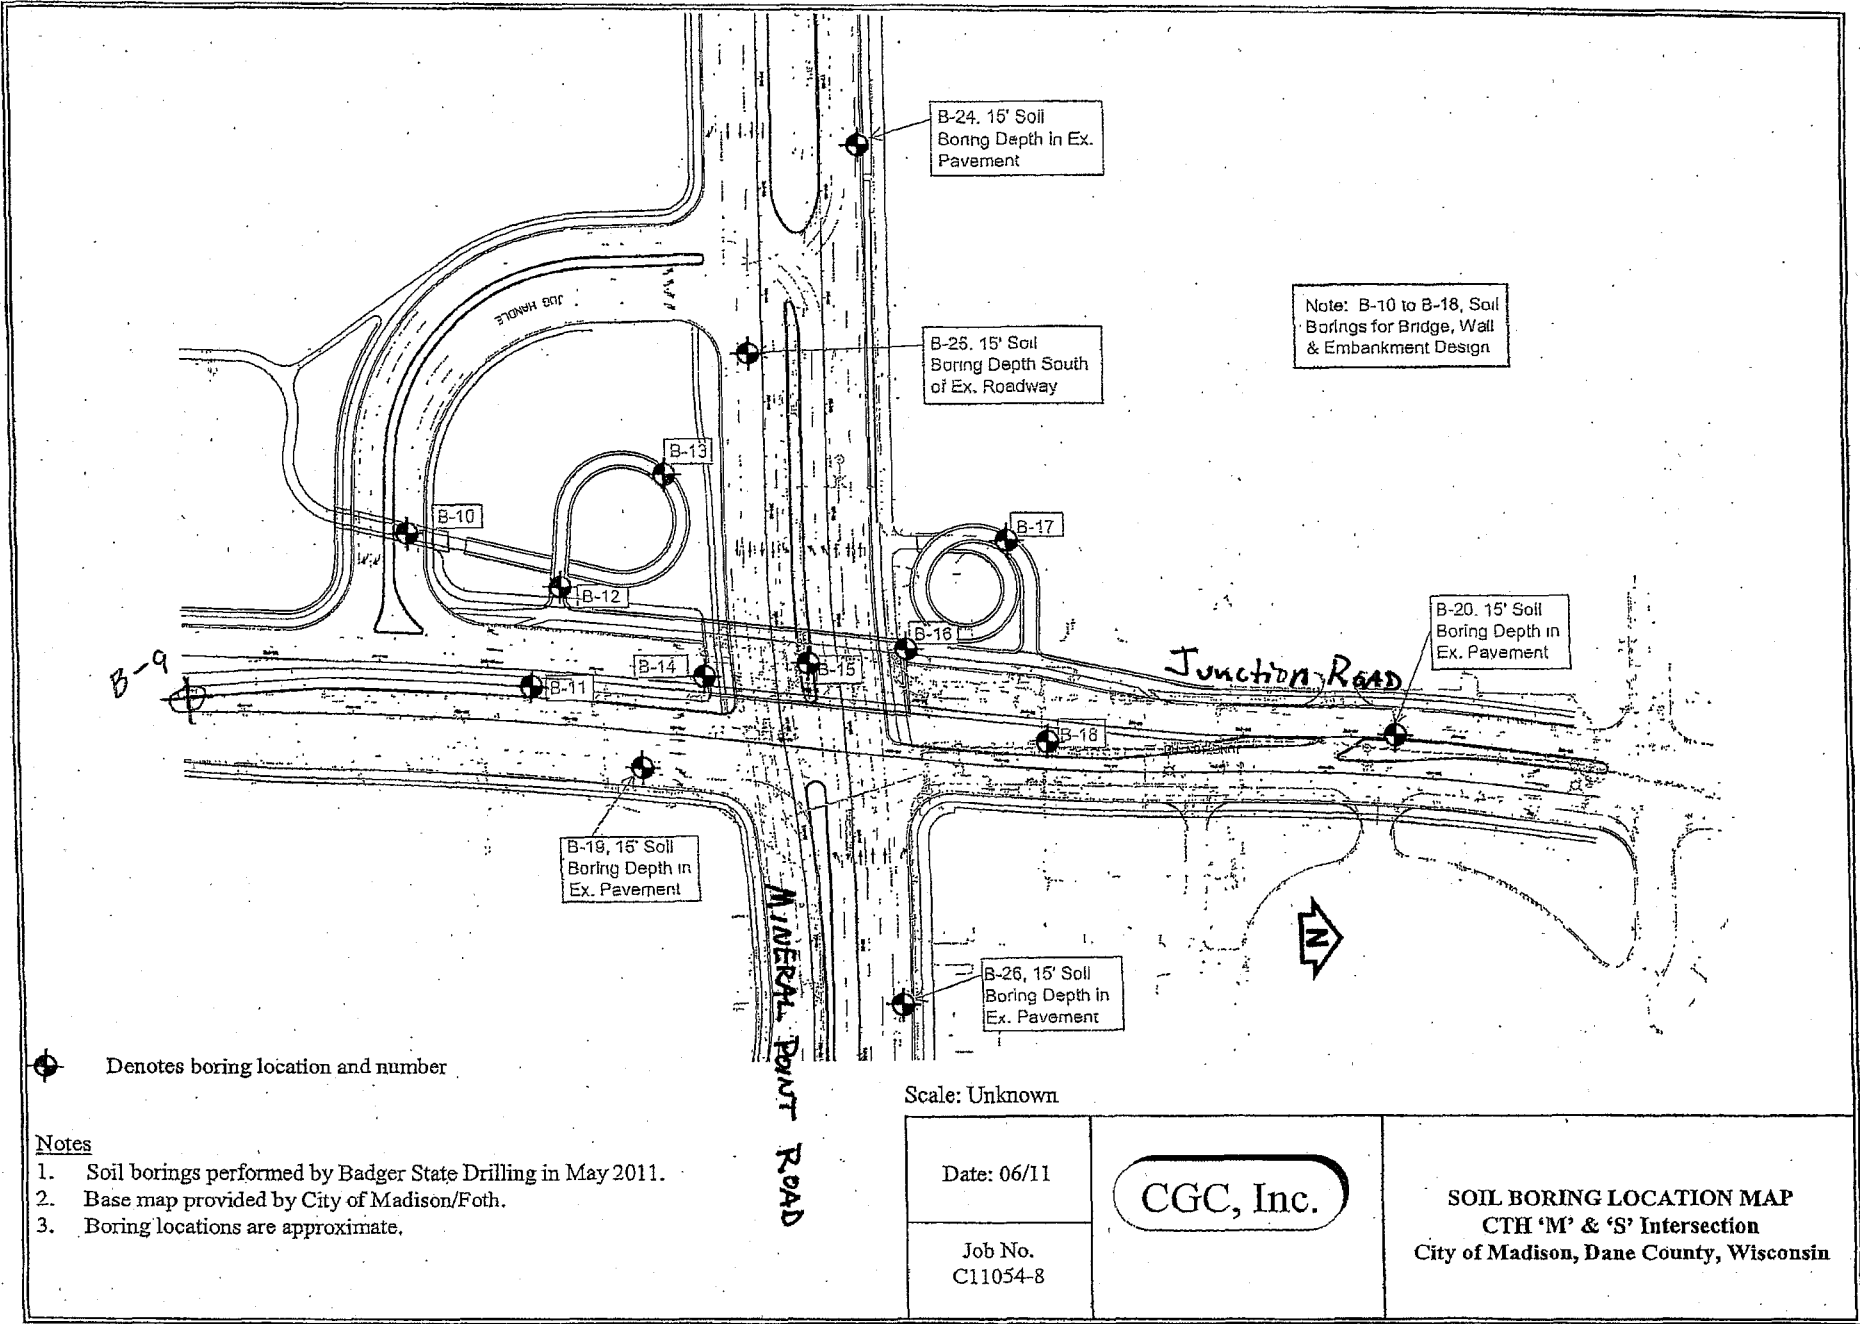 B-24. 15' Soil
Boring Depth in Ex.
Pavement
JUG HANDLE
Note: B-10 to B-18, Soil
Borings for Bridge, Wall
& Embankment Design
B-25. 15' Soil
Boring Depth South
of Ex. Roadway
B-13
B-10
B-17
B-12
B-16
B-20. 15' Soil
Boring Depth in
Ex. Pavement
B-9
B-14
B-15
B-11
JUNCTION ROAD
B-18
B-19, 15' Soil
Boring Depth in
Ex. Pavement
MINERAL POINT ROAD
N
B-26, 15' Soil
Boring Depth in
Ex. Pavement
Denotes boring location and number
Scale: Unknown
Notes
1. Soil borings performed by Badger State Drilling in May 2011.
2. Base map provided by City of Madison/Foth.
3. Boring locations are approximate.
Date: 06/11
Job No.
C11054-8
CGC, Inc.
SOIL BORING LOCATION MAP
CTH 'M' & 'S' Intersection
City of Madison, Dane County, Wisconsin